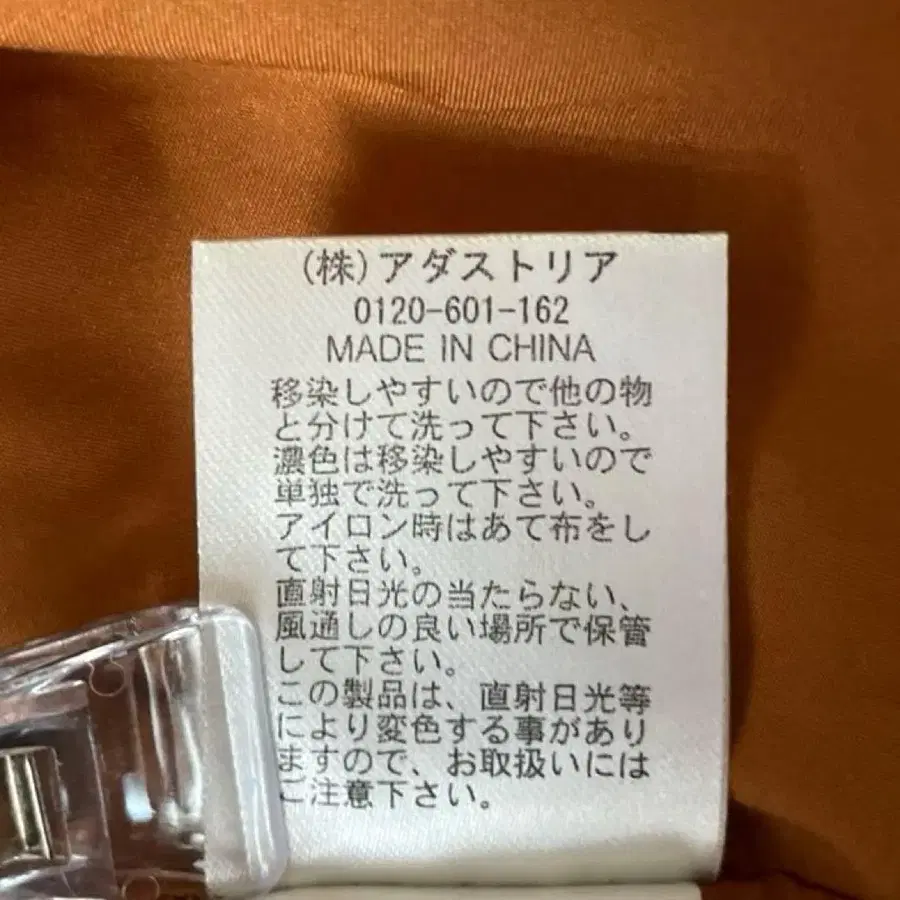 (株)アダストリア
0120-601-162
MADE IN CHINA
移染しやすいので他の物
と分けて洗って下さい。
濃色は移染しやすいので
単独で洗って下さい。
アイロン時はあて布をし
て下さい。
直射日光の当たらない、
風通しの良い場所で保管
して下さい。
この製品は、直射日光等
により変色する事があり
ますので、お取扱いには
ご注意下さい。